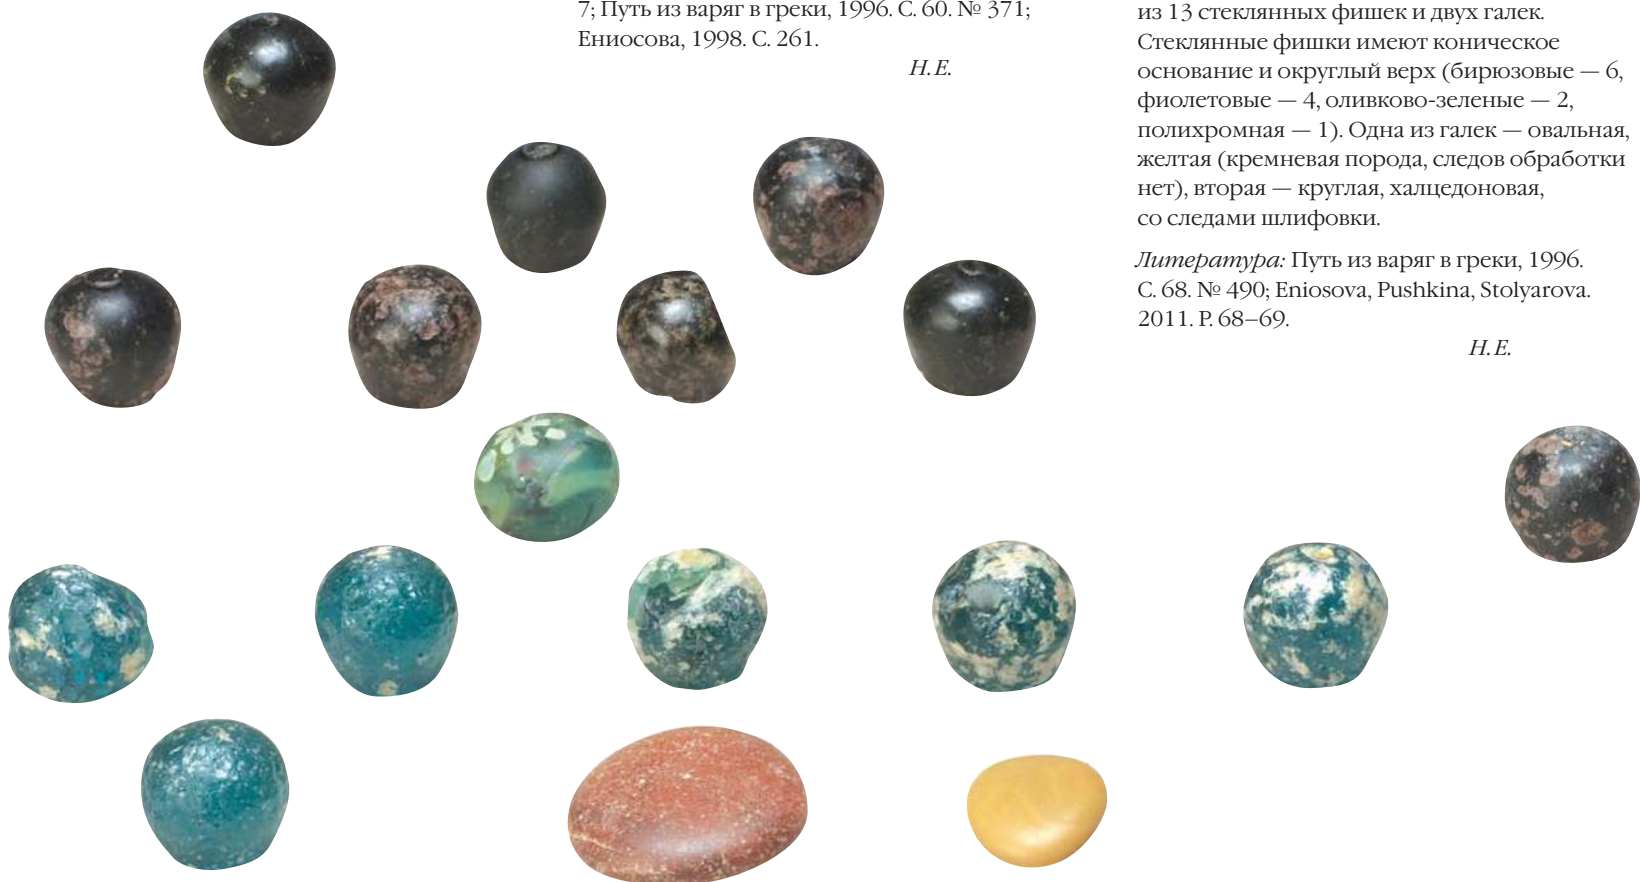 7; Путь из варяг в греки, 1996. С. 60. № 371;
Ениосова, 1998. С. 261.
Н.Е.
из 13 стеклянных фишек и двух галек.
Стеклянные фишки имеют коническое
основание и округлый верх (бирюзовые — 6,
фиолетовые — 4, оливково-зеленые — 2,
полихромная — 1). Одна из галек — овальная,
желтая (кремневая порода, следов обработки
нет), вторая — круглая, халцедоновая,
со следами шлифовки.
Литература: Путь из варяг в греки, 1996.
С. 68. № 490; Eniosova, Pushkina, Stolyarova.
2011. P. 68–69.
Н.Е.